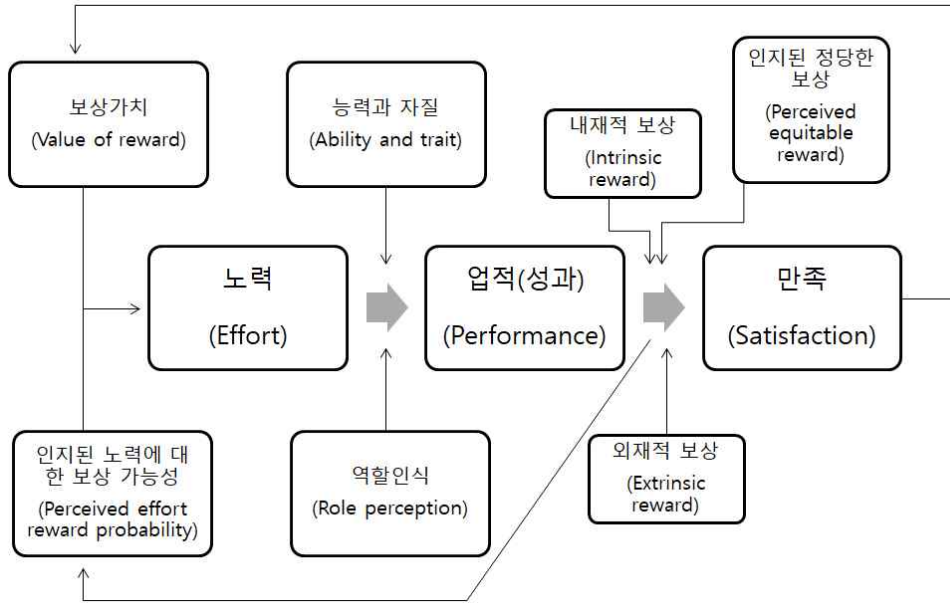 보상가치
(Value of reward)
능력과 자질
(Ability and trait)
내재적 보상
(Intrinsic
reward)
인지된 정당한
보상
(Perceived
equitable
reward)
노력
(Effort)
업적(성과)
(Performance)
만족
(Satisfaction)
인지된 노력에 대
한 보상 가능성
(Perceived effort
reward probability)
역할인식
(Role perception)
외재적 보상
(Extrinsic
reward)